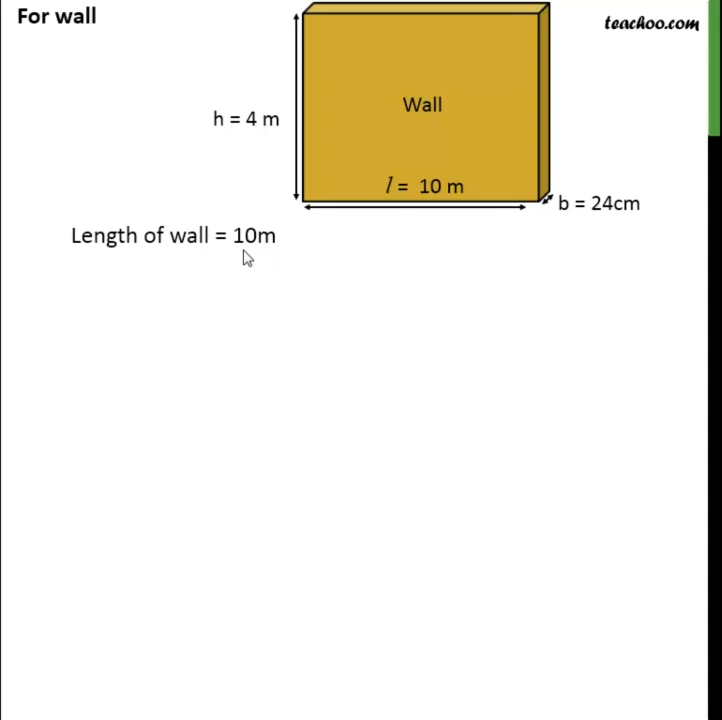 For wall
teachoo.com
Wall
h = 4 m
l = 10 m
b = 24cm
Length of wall = 10m